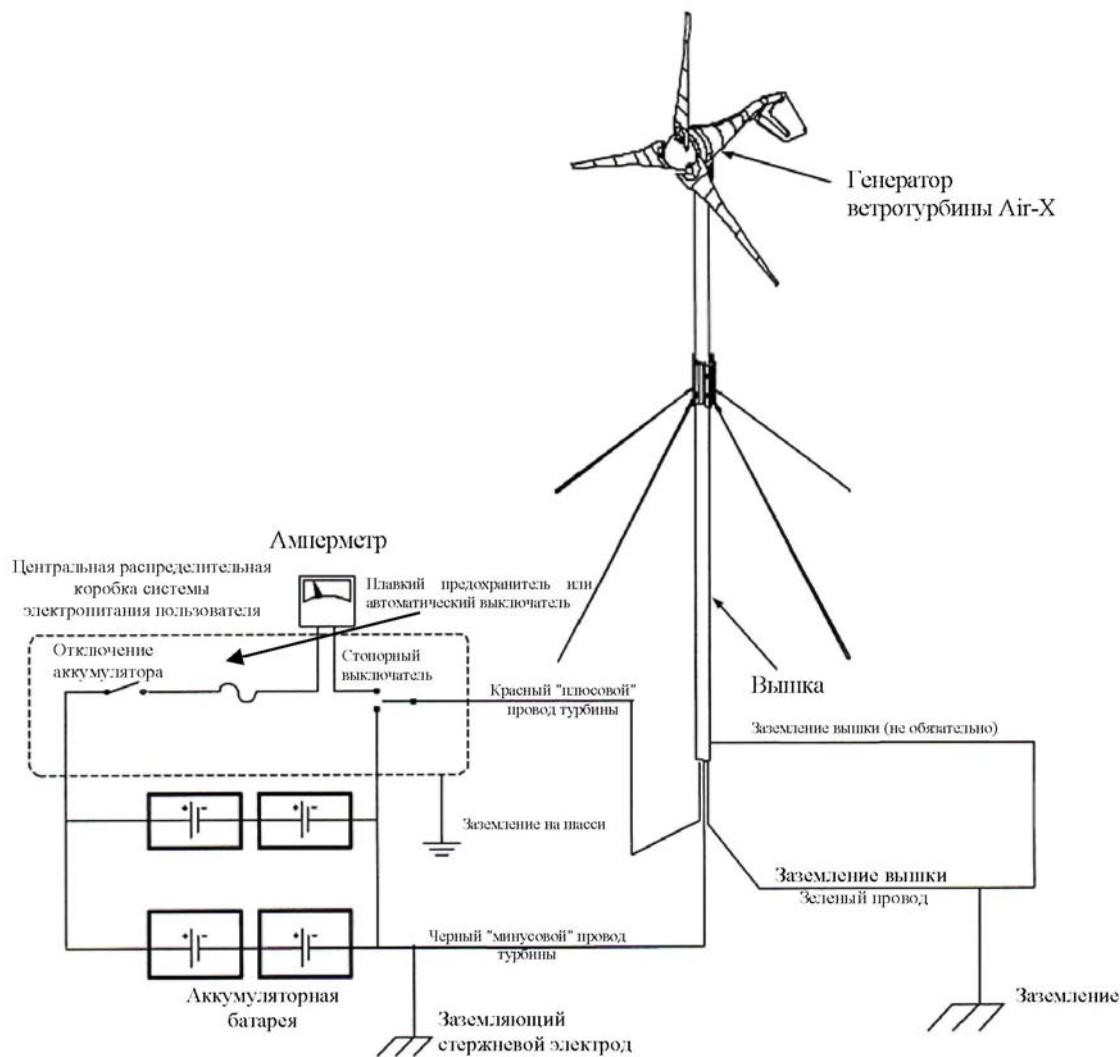 Генератор
ветротурбины Air-X
Амперметр
Центральная распределительная
коробка системы
электропитания пользователя
Плавкий предохранитель или
автоматический выключатель
Отключение
аккумулятора
Стопорный
выключатель
Красный "плюсовой"
провод турбины
Вышка
Заземление вышки (не обязательно)
+ -
+ -
Заземление на шасси
Заземление вышки
Зеленый провод
+ -
+ -
Черный "минусовой" провод
турбины
Аккумуляторная
батарея
Заземляющий
стержневой электрод
Заземление